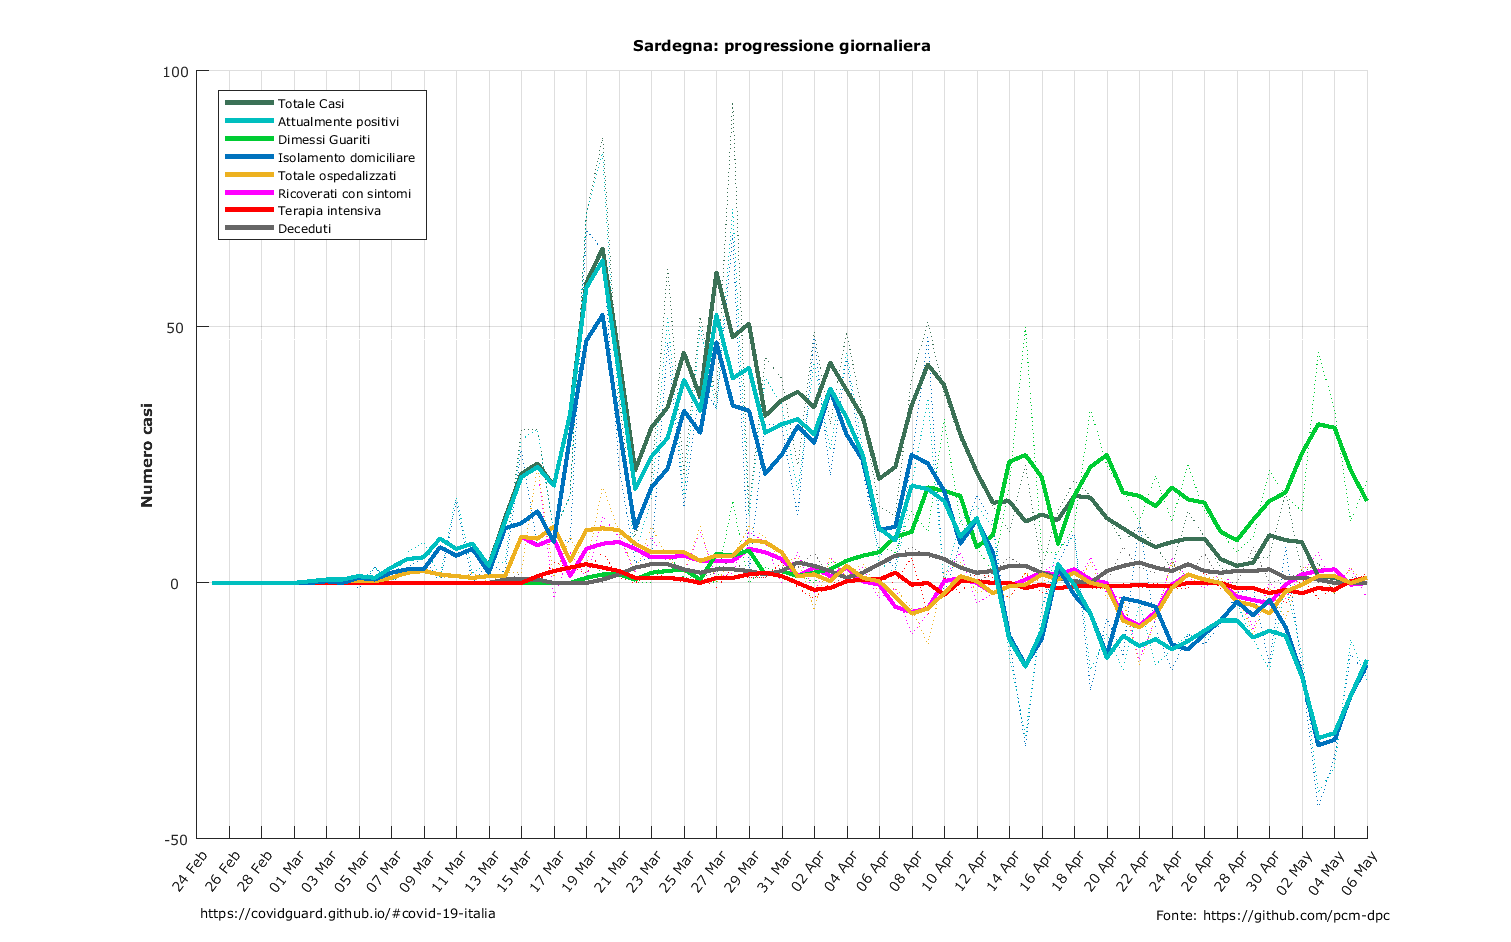 Sardegna: progressione giornaliera
100
50
0
-50
Numero casi
Totale Casi
Attualmente positivi
Dimessi Guariti
Isolamento domiciliare
Totale ospedalizzati
Ricoverati con sintomi
Terapia intensiva
Deceduti
24 Feb
26 Feb
28 Feb
01 Mar
03 Mar
05 Mar
07 Mar
09 Mar
11 Mar
13 Mar
15 Mar
17 Mar
19 Mar
21 Mar
23 Mar
25 Mar
27 Mar
29 Mar
31 Mar
02 Apr
04 Apr
06 Apr
08 Apr
10 Apr
12 Apr
14 Apr
16 Apr
18 Apr
20 Apr
22 Apr
24 Apr
26 Apr
28 Apr
30 Apr
02 May
04 May
06 May
https://covidguard.github.io/#covid-19-italia
Fonte: https://github.com/pcm-dpc